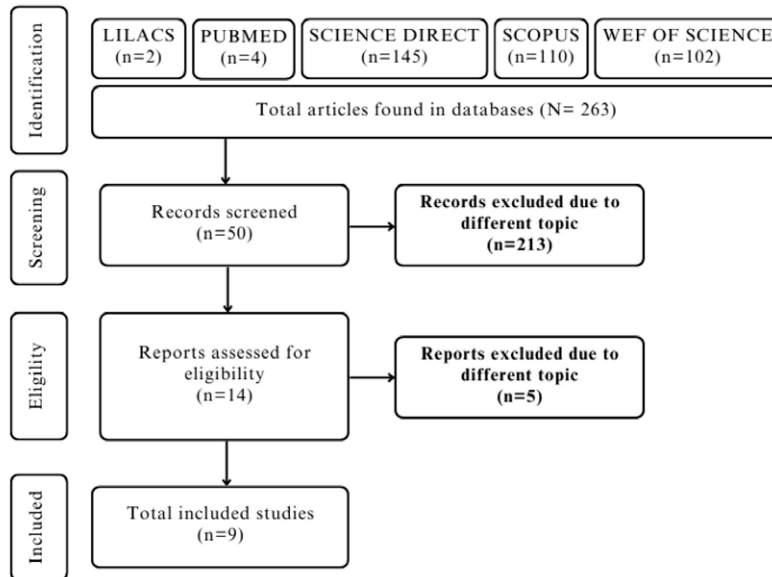 Identification
LILACS
(n=2)
PUBMED
(n=4)
SCIENCE DIRECT
(n=145)
SCOPUS
(n=110)
WEF OF SCIENCE
(n=102)
Total articles found in databases (N= 263)
Screening
Records screened
(n=50)
Records excluded due to
different topic
(n=213)
Eligility
Reports assessed for
eligibility
(n=14)
Reports excluded due to
different topic
(n=5)
Included
Total included studies
(n=9)